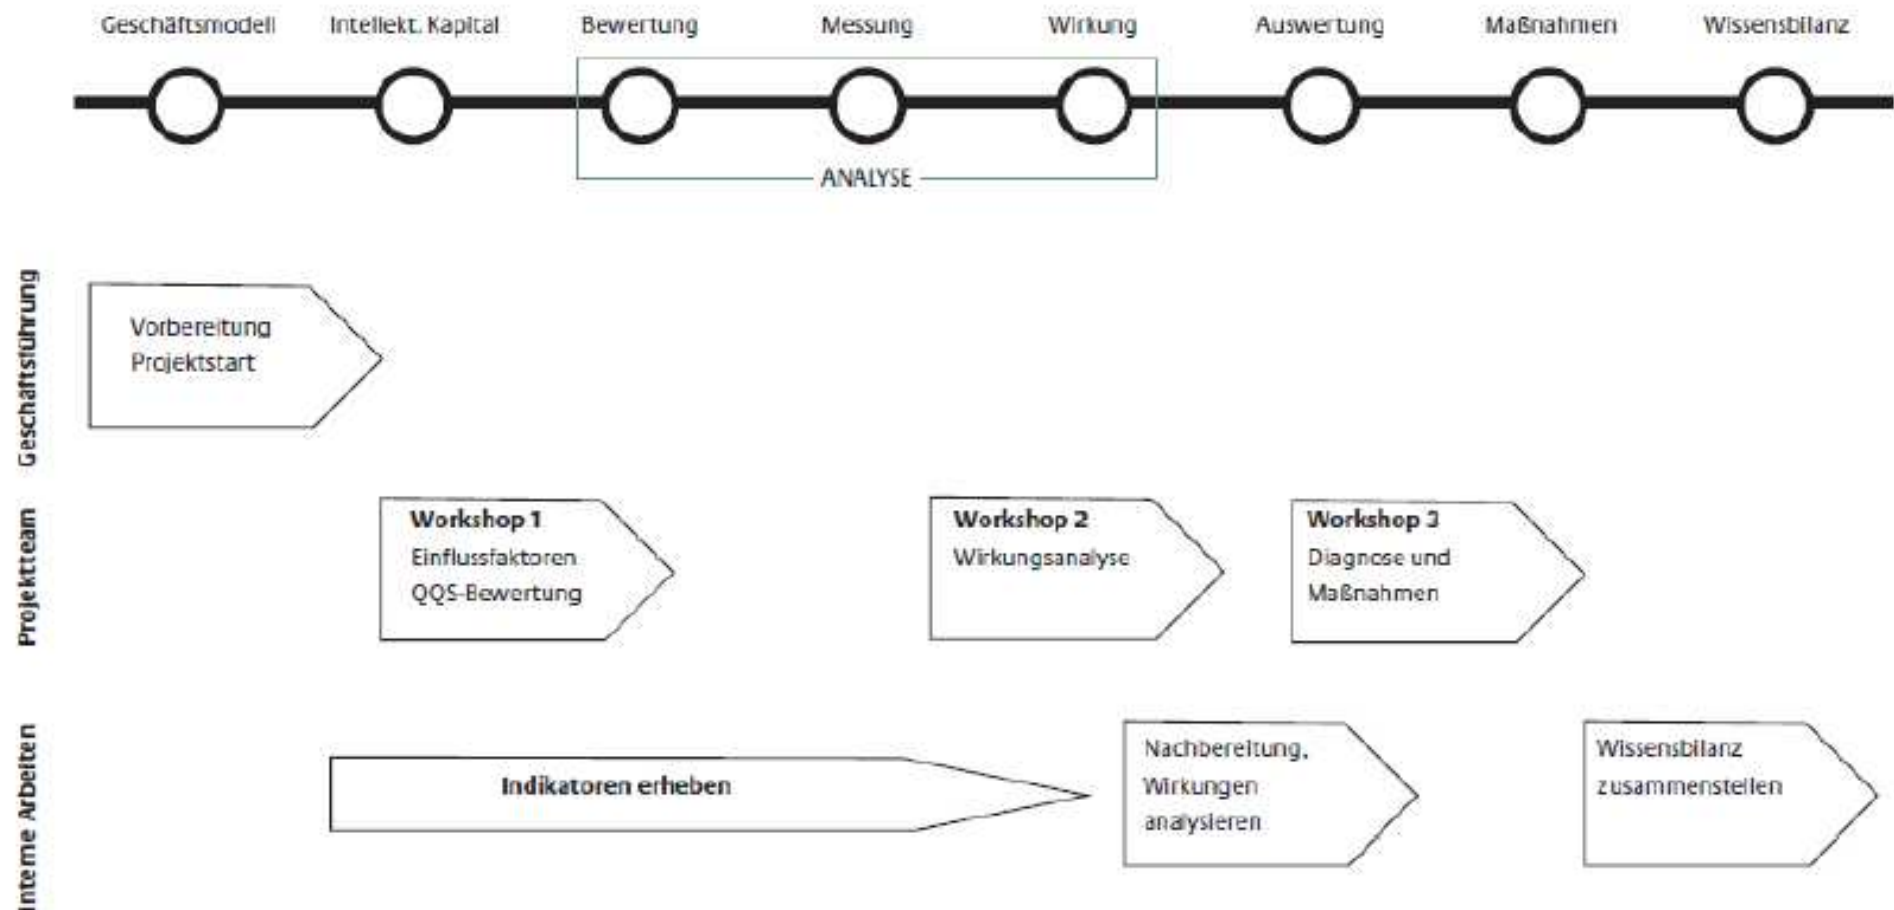 Geschäftsmodell Intellekt. Kapital Bewertung Messung Wirkung Auswertung Maßnahmen Wissensbilanz
ANALYSE
Geschäftsführung
Vorbereitung
Projektstart
Projektteam
Workshop 1
Einflussfaktoren
QQS-Bewertung
Workshop 2
Wirkungsanalyse
Workshop 3
Diagnose und
Maßnahmen
Interne Arbeiten
Indikatoren erheben
Nachbereitung,
Wirkungen
analysieren
Wissensbilanz
zusammenstellen